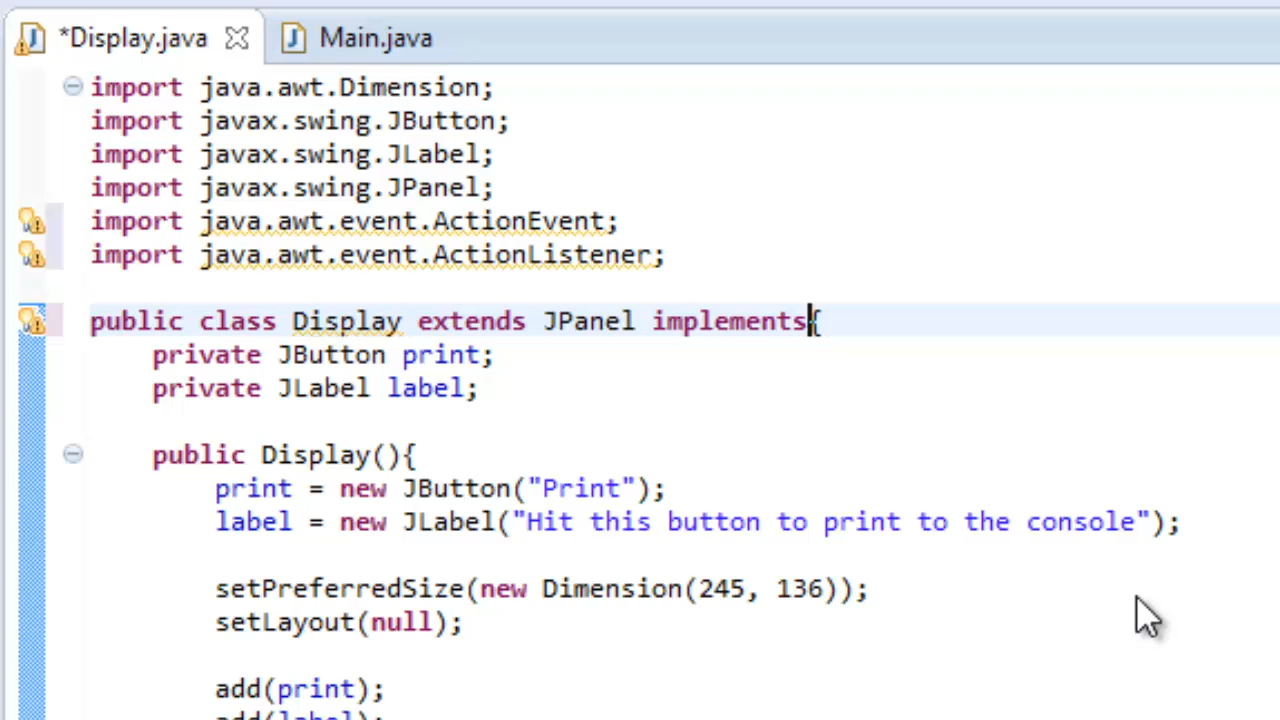 *Display.java Main.java
import java.awt.Dimension;
import javax.swing.JButton;
import javax.swing.JLabel;
import javax.swing.JPanel;
import java.awt.event.ActionEvent;
import java.awt.event.ActionListener;
public class Display extends JPanel implements{
private JButton print;
private JLabel label;
public Display(){
print = new JButton("Print");
label = new JLabel("Hit this button to print to the console");
setPreferredSize(new Dimension(245, 136));
setLayout(null);
add(print);
add(label);